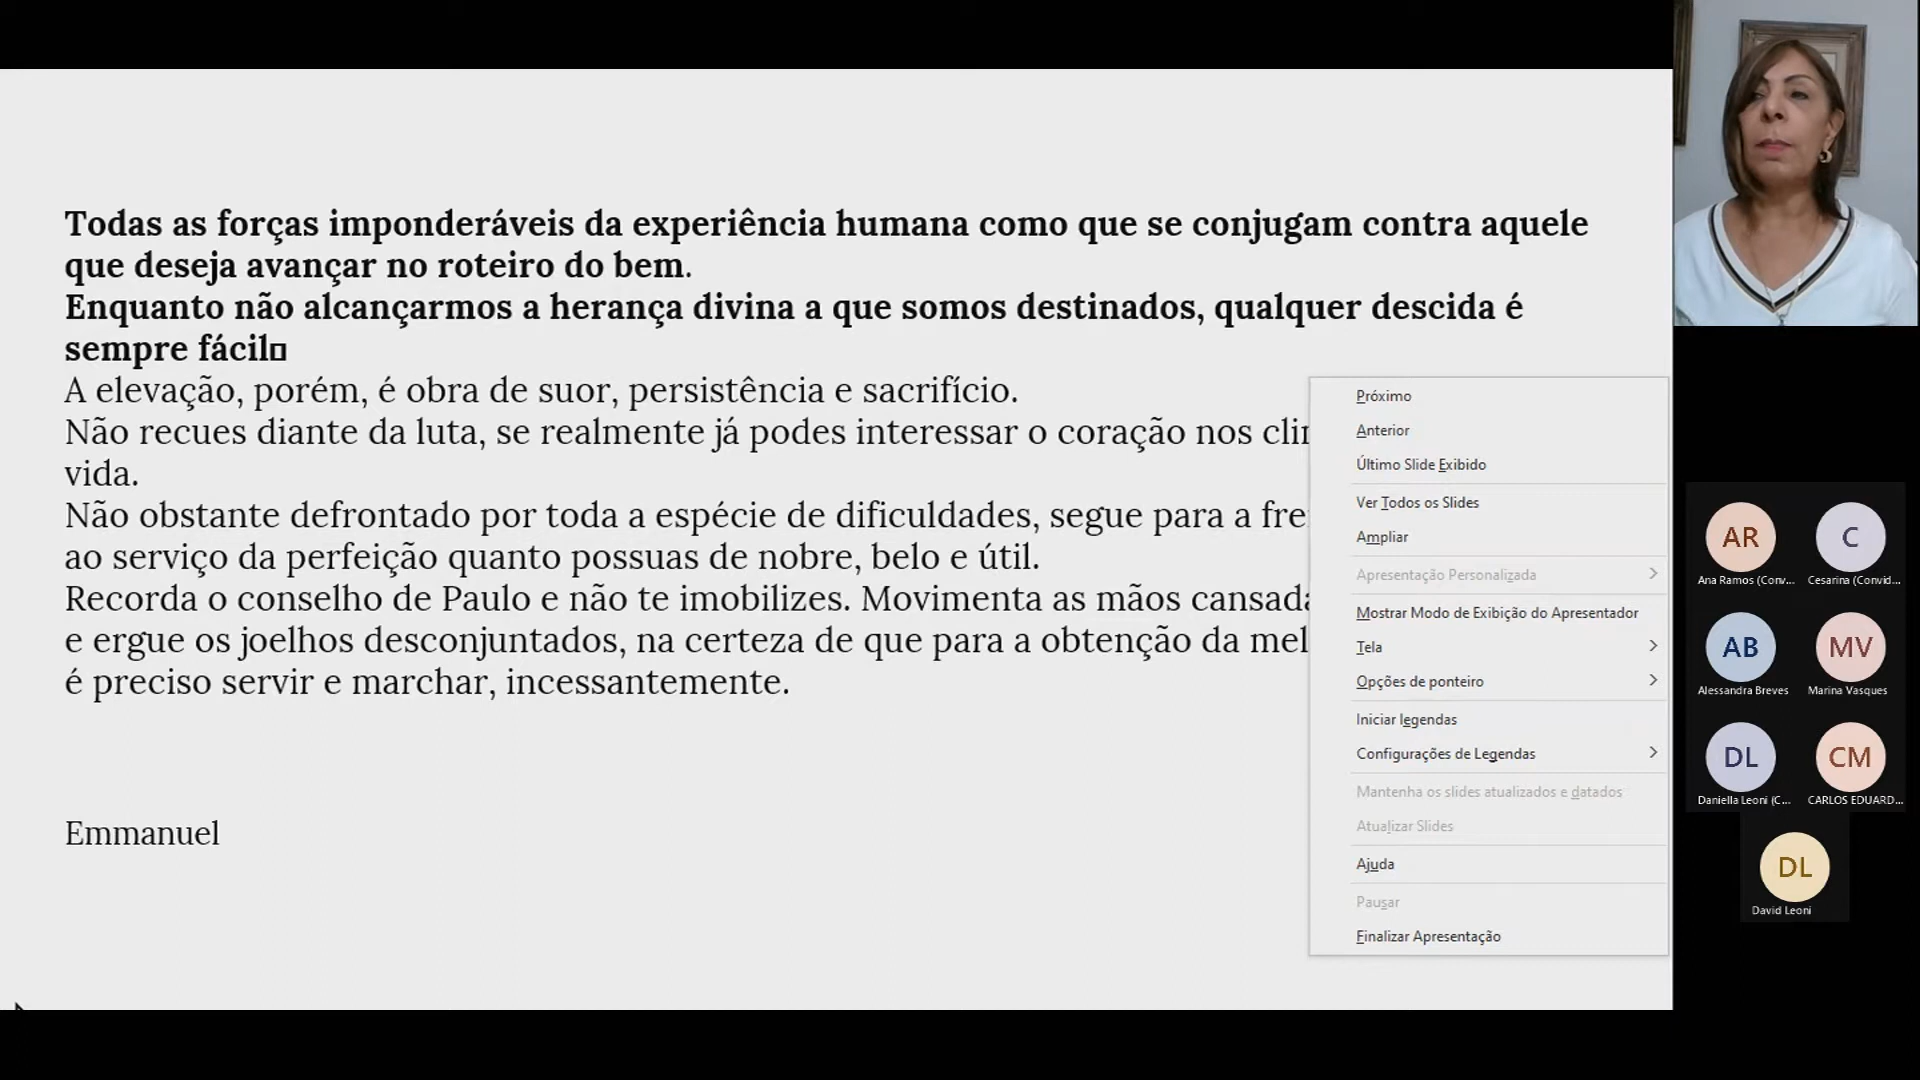 Todas as forças imponderáveis da experiência humana como que se conjugam contra aquele
que deseja avançar no roteiro do bem.
Enquanto não alcançarmos a herança divina a que somos destinados, qualquer descida é
sempre fácil
A elevação, porém, é obra de suor, persistência e sacrifício.
Não recues diante da luta, se realmente já podes interessar o coração nos
vida.
Não obstante defrontado por toda a espécie de dificuldades, segue para a
ao serviço da perfeição quanto possuas de nobre, belo e útil.
Recorda o conselho de Paulo e não te imobilizes. Movimenta as mãos
e ergue os joelhos desconjuntados, na certeza de que para a obtenção da
é preciso servir e marchar, incessantemente.
Emmanuel
Próximo
Anterior
Último Slide Exibido
Ver Todos os Slides
Ampliar
Apresentação Personalizada
Mostrar Modo de Exibição do Apresentador
Tela
Opções de ponteiro
Iniciar legendas
Configurações de Legendas
Mantenha os slides atualizados e datados
Atualizar Slides
Ajuda
Pausar
Finalizar Apresentação
AR
Ana Ramos (Conv...
C
Cesarina (Convid...
AB
Alessandra Breves
MV
Marina Vasques
DL
Daniella Leoni (C...
CM
CARLOS EDUARD...
DL
David Leoni